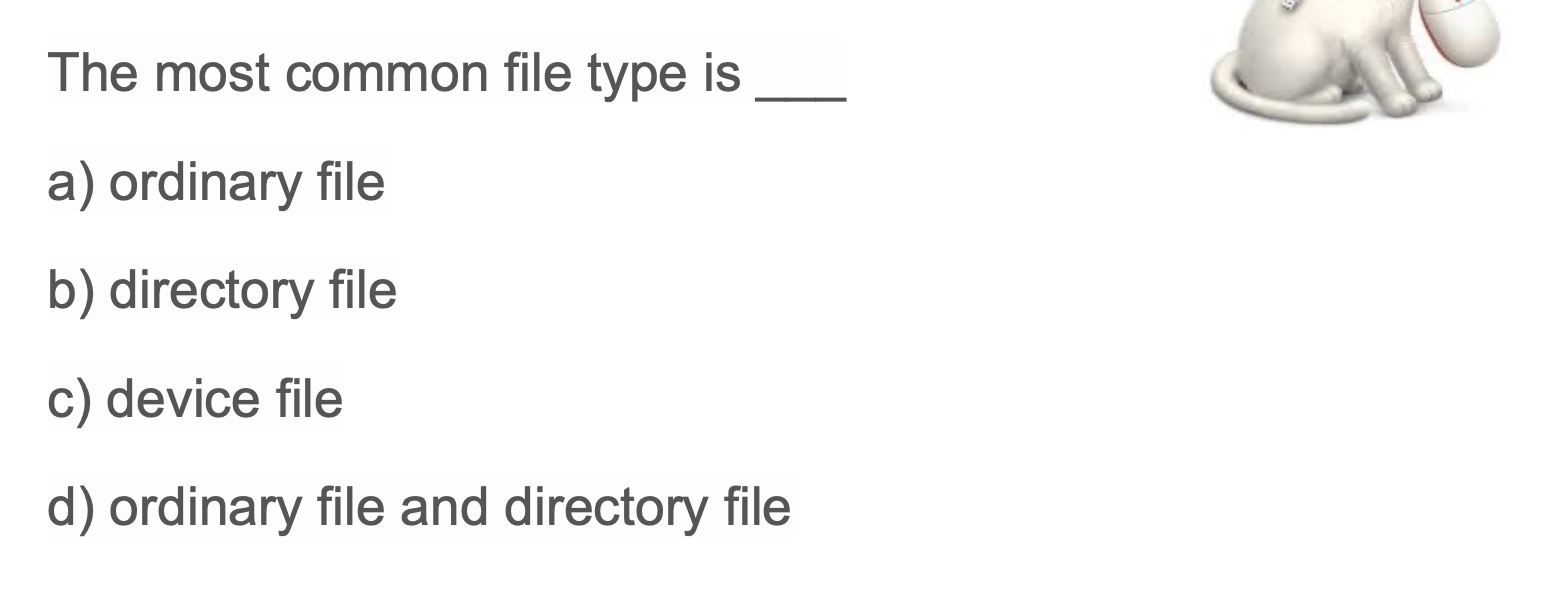 The most common file type is ___
a) ordinary file
b) directory file
c) device file
d) ordinary file and directory file